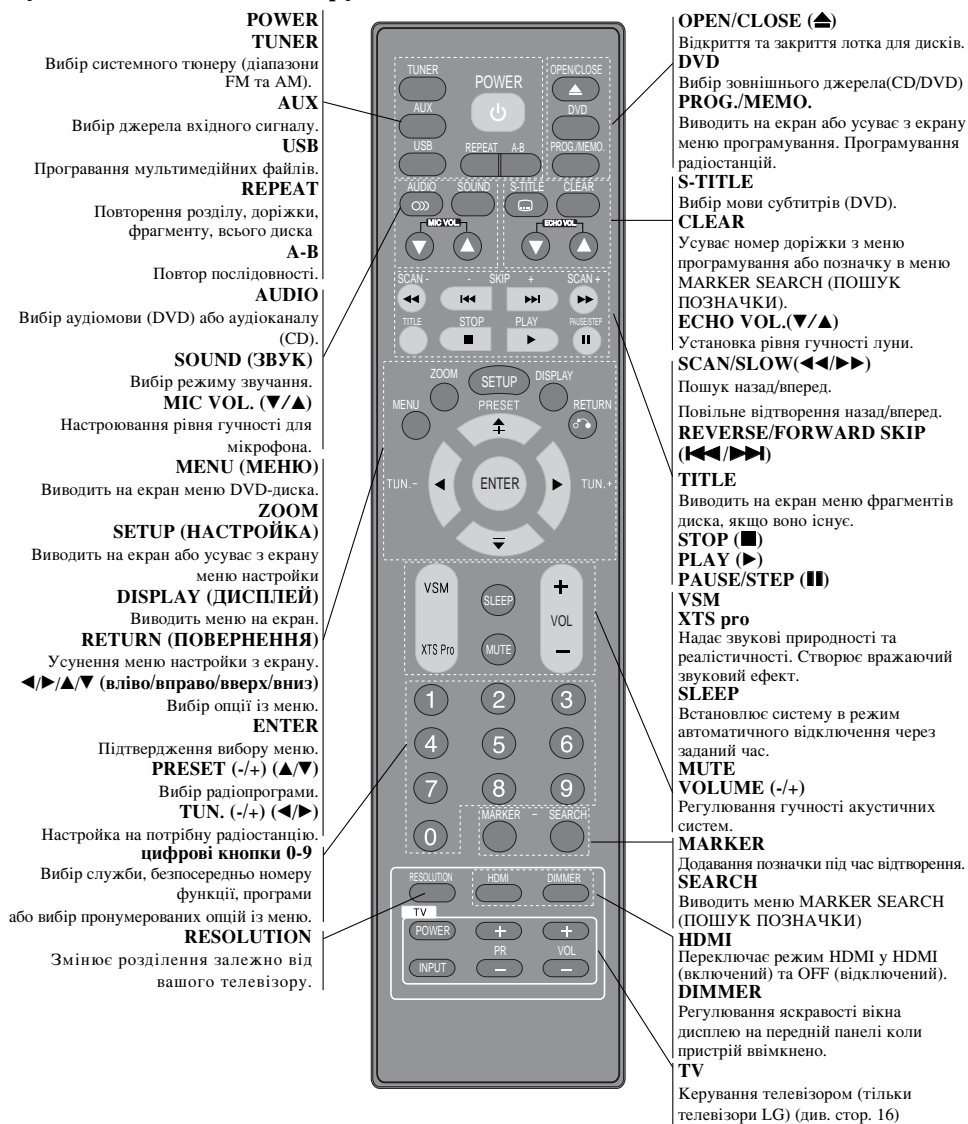 POWER
TUNER
Вибір системного тюнеру (діапазони
FM та AM).
AUX
Вибір джерела вхідного сигналу.
USB
Програвання мультимедійних файлів.
REPEAT
Повторення розділу, доріжки,
фрагменту, всього диска
A-B
Повтор послідовності.
AUDIO
Вибір аудіомови (DVD) або аудіоканалу
(CD).
SOUND (ЗВУК)
Вибір режиму звучання.
MIC VOL. (▼/▲)
Настроювання рівня гучності для
мікрофона.
MENU (МЕНЮ)
Виводить на екран меню DVD-диска.
ZOOM
SETUP (НАСТРОЙКА)
Виводить на екран або усуває з екрану
меню настройки
DISPLAY (ДИСПЛЕЙ)
Виводить меню на екран.
RETURN (ПОВЕРНЕННЯ)
Усунення меню настройки з екрану.
◀/▶/▲/▼ (вліво/вправо/вверх/вниз)
Вибір опції із меню.
ENTER
Підтвердження вибору меню.
PRESET (-/+) (▲/▼)
Вибір радіопрограми.
TUN. (-/+) (◀/▶)
Настройка на потрібну радіостанцію.
цифрові кнопки 0-9
Вибір служби, безпосередньо номеру
функції, програми
або вибір пронумерованих опцій із меню.
RESOLUTION
Змінює розділення залежно від
вашого телевізору.
TUNER
POWER
OPEN/CLOSE
AUX
DVD
USB
REPEAT A-B
PROG./MEMO.
AUDIO SOUND S-TITLE CLEAR
MIC VOL. ECHO VOL.
SCAN - - SKIP + SCAN +
TITLE STOP PLAY PAUSE/STEP
ZOOM SETUP DISPLAY
MENU PRESET RETURN
TUN.- ENTER TUN.+
VSM SLEEP + VOL
XTS Pro MUTE −
1 2 3
4 5 6
7 8 9
MARKER − SEARCH
0
RESOLUTION HDMI DIMMER
TV
POWER + +
PR VOL
INPUT − −
OPEN/CLOSE (⏏)
Відкриття та закриття лотка для дисків.
DVD
Вибір зовнішнього джерела(CD/DVD)
PROG./MEMO.
Виводить на екран або усуває з екрану
меню програмування. Програмування
радіостанцій.
S-TITLE
Вибір мови субтитрів (DVD).
CLEAR
Усуває номер доріжки з меню
програмування або позначку в меню
MARKER SEARCH (ПОШУК
ПОЗНАЧКИ).
ECHO VOL.(▼/▲)
Установка рівня гучності луни.
SCAN/SLOW(◀◀/▶▶)
Пошук назад/вперед.
Повільне відтворення назад/вперед.
REVERSE/FORWARD SKIP
(I◀◀/▶▶I)
TITLE
Виводить на екран меню фрагментів
диска, якщо воно існує.
STOP (■)
PLAY (▶)
PAUSE/STEP (II)
VSM
XTS pro
Надає звукові природності та
реалістичності. Створює вражаючий
звуковий ефект.
SLEEP
Встановлює систему в режим
автоматичного відключення через
заданий час.
MUTE
VOLUME (-/+)
Регулювання гучності акустичних
систем.
MARKER
Додавання позначки під час відтворення.
SEARCH
Виводить меню MARKER SEARCH
(ПОШУК ПОЗНАЧКИ)
HDMI
Переключає режим HDMI у HDMI
(включений) та OFF (відключений).
DIMMER
Регулювання яскравості вікна
дисплею на передній панелі коли
пристрій ввімкнено.
TV
Керування телевізором (тільки
телевізори LG) (див. стор. 16)